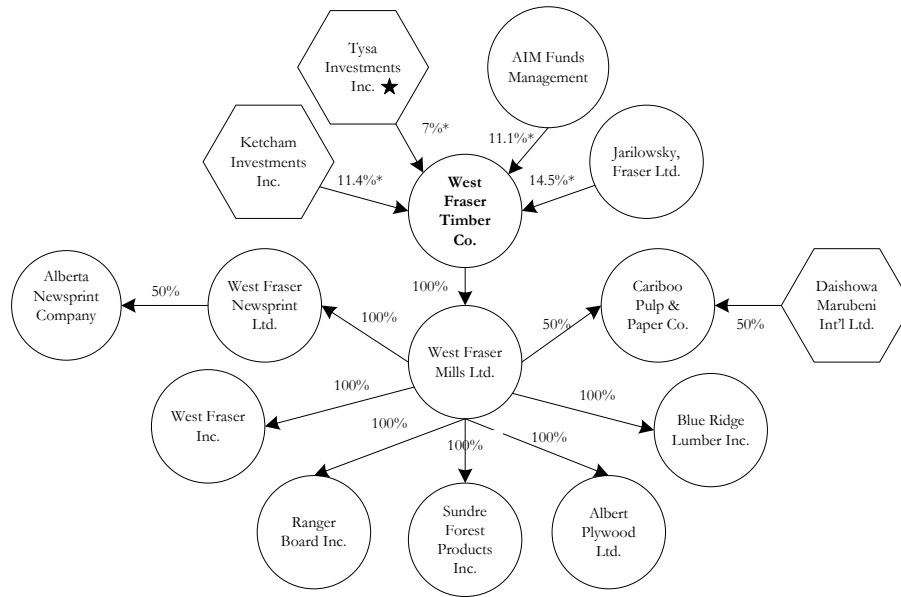 Tysa
Investments
Inc.
AIM Funds
Management
Ketcham
Investments
Inc.
7%*
11.1%*
Jarilowsky,
Fraser Ltd.
11.4%*
14.5%*
West
Fraser
Timber
Co.
100%
Alberta
Newsprint
Company
50%
West Fraser
Newsprint
Ltd.
100%
West Fraser
Mills Ltd.
50%
Cariboo
Pulp &
Paper Co.
50%
Daishowa
Marubeni
Int'l Ltd.
100%
100%
West Fraser
Inc.
Blue Ridge
Lumber Inc.
100%
100%
100%
Ranger
Board Inc.
Sundre
Forest
Products
Inc.
Albert
Plywood
Ltd.